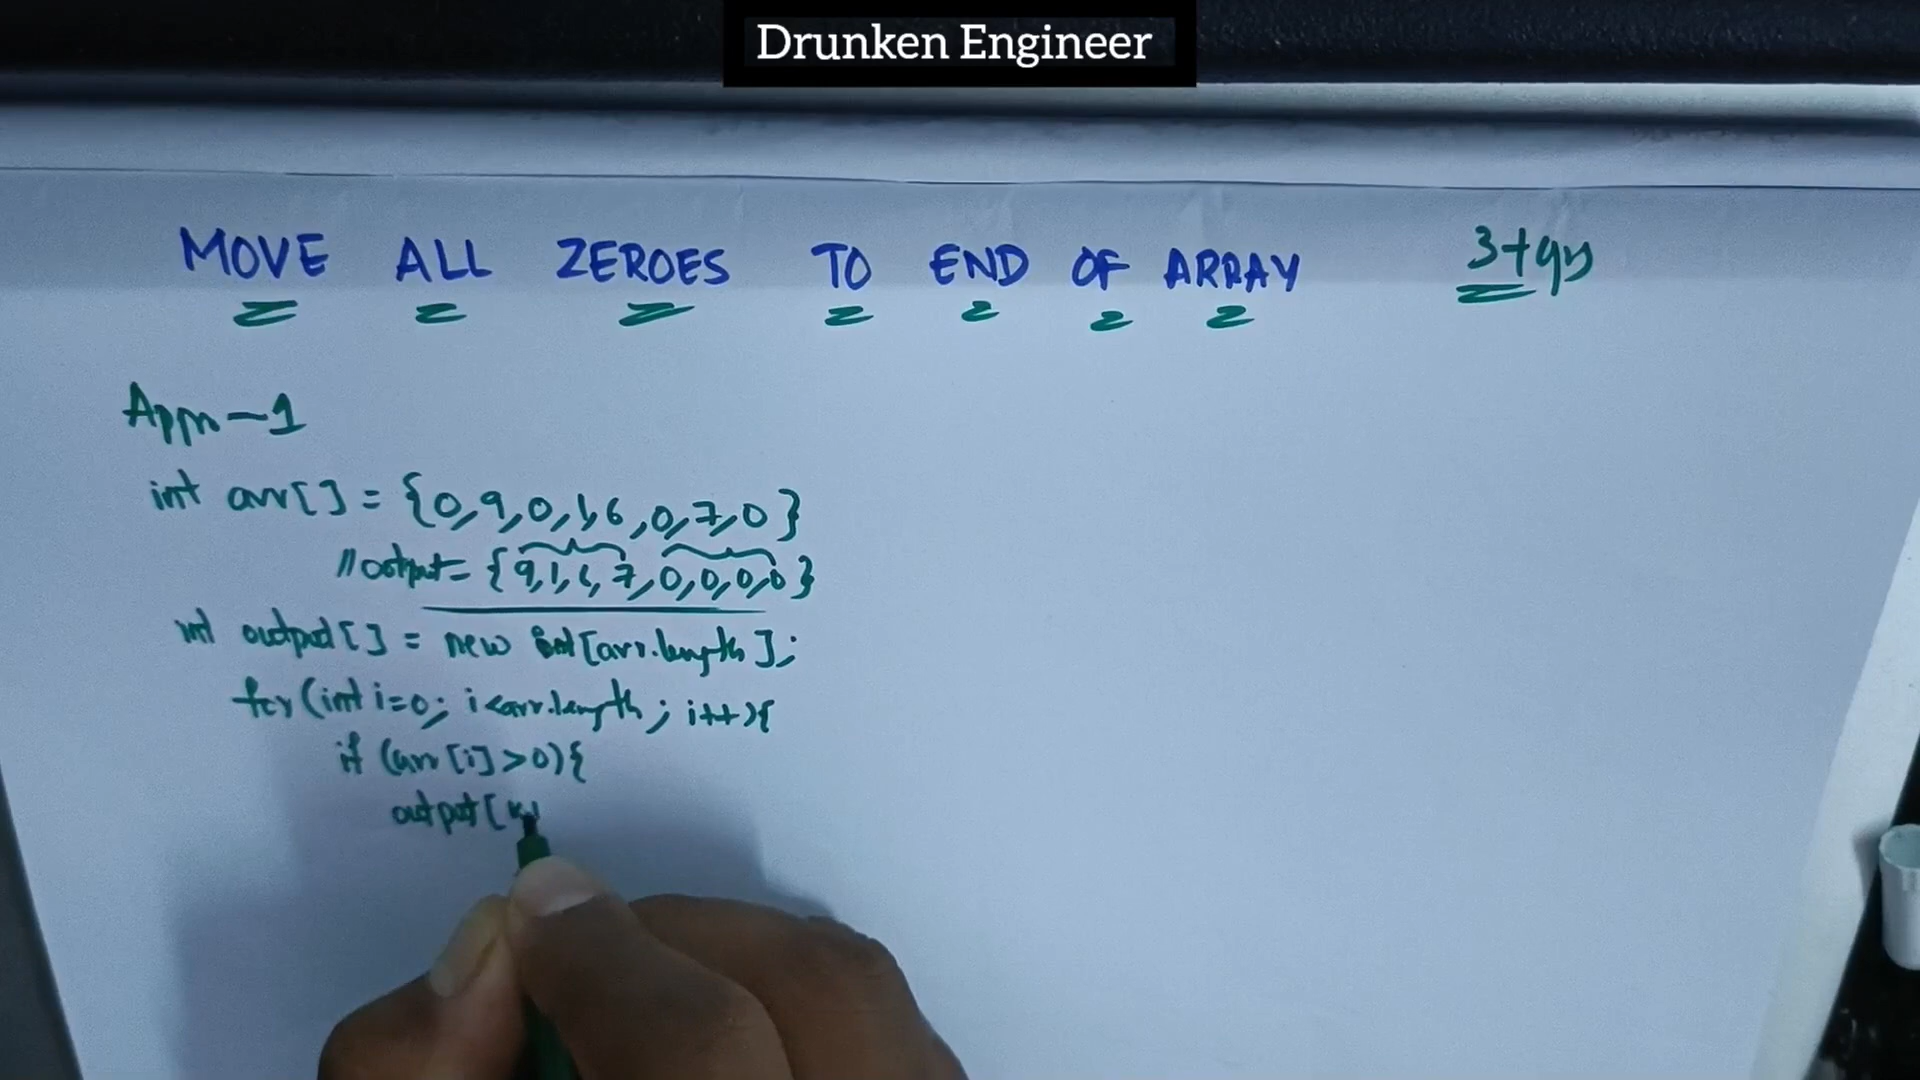 Drunken Engineer
MOVE ALL ZEROES TO END OF ARRAY 3+yrs
Appro-1
int arr[] = {0,9,0,1,6,0,7,0}
//output= {9,1,6,7,0,0,0,0}
int output[] = new int[arr.length];
for(int i=0; i<arr.length; i++){
if (arr[i]>0){
output[